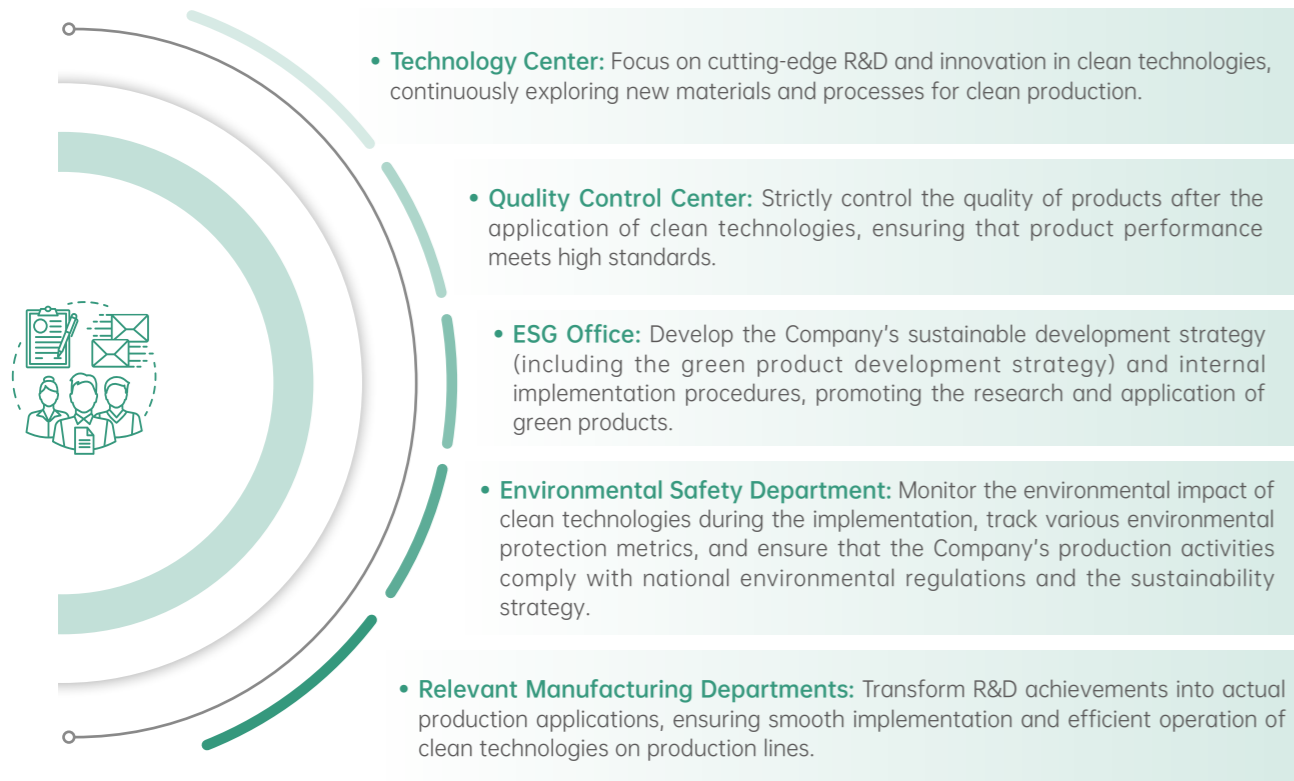 • Technology Center: Focus on cutting-edge R&D and innovation in clean technologies,
continuously exploring new materials and processes for clean production.
• Quality Control Center: Strictly control the quality of products after the
application of clean technologies, ensuring that product performance
meets high standards.
• ESG Office: Develop the Company's sustainable development strategy
(including the green product development strategy) and internal
implementation procedures, promoting the research and application of
green products.
• Environmental Safety Department: Monitor the environmental impact of
clean technologies during the implementation, track various environmental
protection metrics, and ensure that the Company's production activities
comply with national environmental regulations and the sustainability
strategy.
• Relevant Manufacturing Departments: Transform R&D achievements into actual
production applications, ensuring smooth implementation and efficient operation of
clean technologies on production lines.